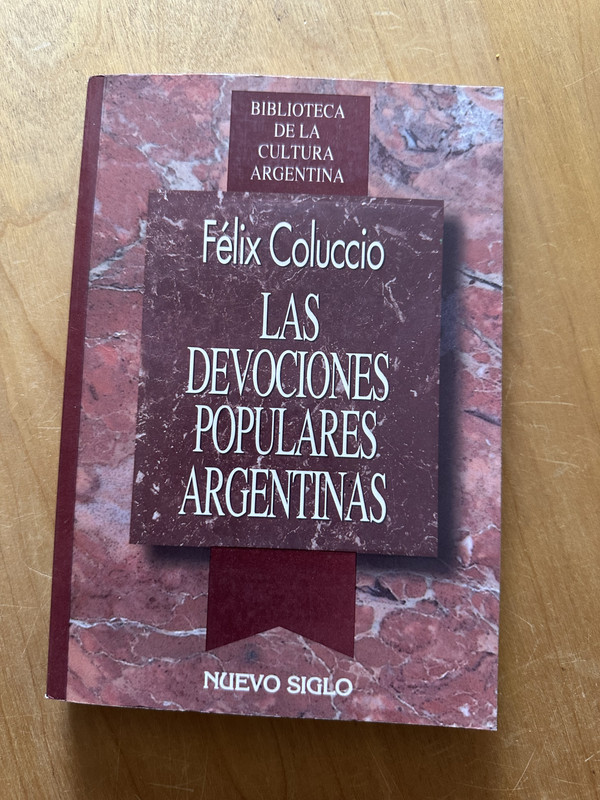 BIBLIOTECA
DE LA
CULTURA
ARGENTINA
Félix Coluccio
LAS
DEVOCIONES
POPULARES
ARGENTINAS
NUEVO SIGLO